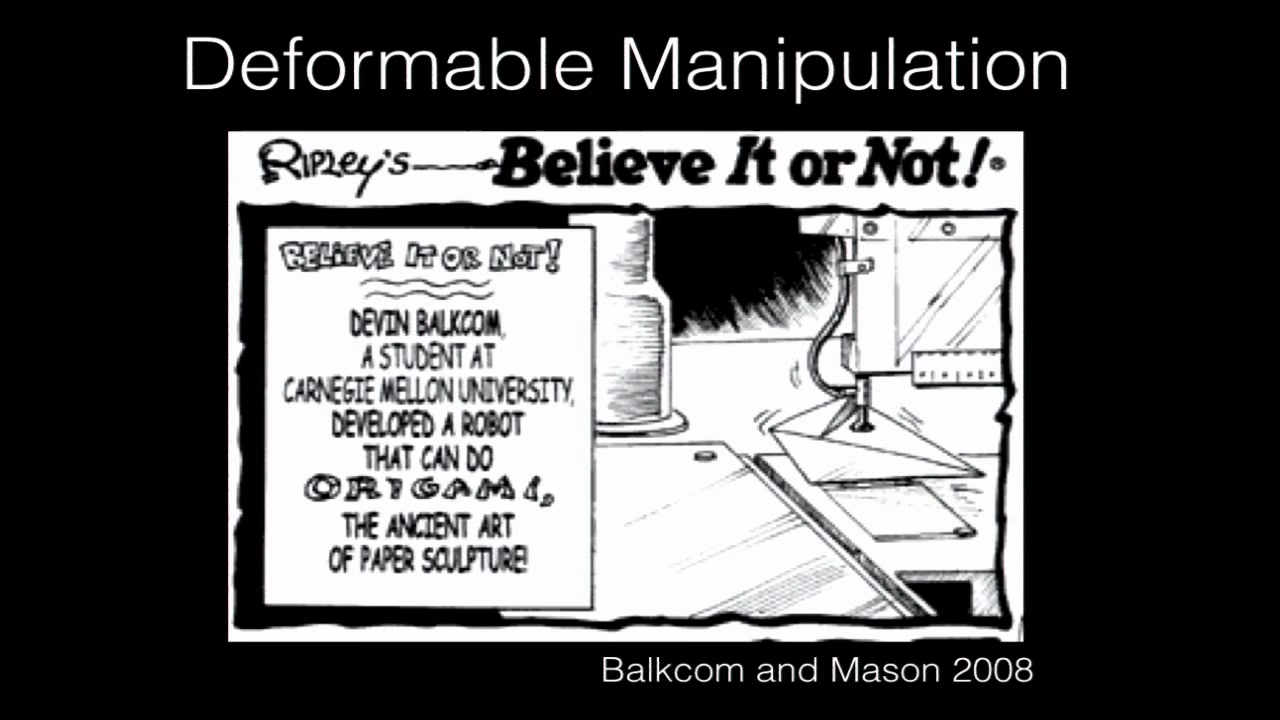 Deformable Manipulation
RIPLEY'S Believe It or Not!®
BELIEVE IT OR NOT!
DEVIN BALKCOM,
A STUDENT AT
CARNEGIE MELLON UNIVERSITY,
DEVELOPED A ROBOT
THAT CAN DO
ORIGAMI,
THE ANCIENT ART
OF PAPER SCULPTURE!
Balkcom and Mason 2008